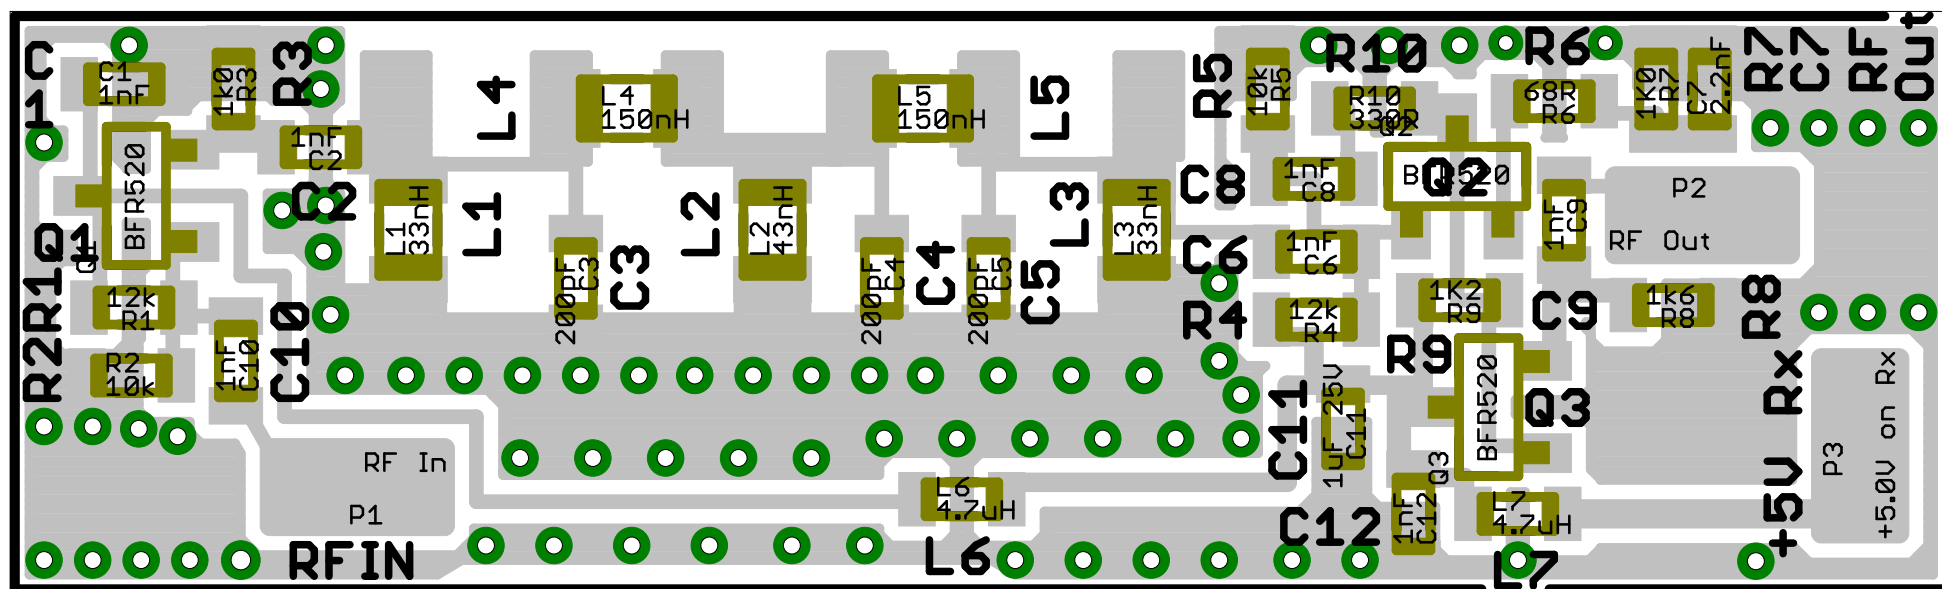 C
1
C1
1nF
1k0
R3
R3
1nF
C2
C2
L4
L4
150nH
L5
150nH
L5
R5
10k
R5
R10
R10
330R
Q2
R6
68R
R6
1K0
R7
C7
2.2nF
R7
C7
RF
Out
BFR520
Q1
Q1
L1
33nH
L1
L2
L2
43nH
L3
L3
33nH
C8
1nF
C8
BFR520
Q2
1nF
C9
P2
RF Out
C6
1nF
C6
R2R1
12k
R1
R2
10k
1nF
C10
C10
200pF
C3
C3
200pF
C4
C4
200pF
C5
C5
R4
12k
R4
1K2
R9
R9
C9
1k6
R8
R8
BFR520
Q3
Q3
C11
1uF 25V
C11
RF In
P1
RFIN
L6
4.7uH
L6
C12
1nF
C12
L7
4.7uH
L7
+5V Rx
P3
+5.0V on Rx